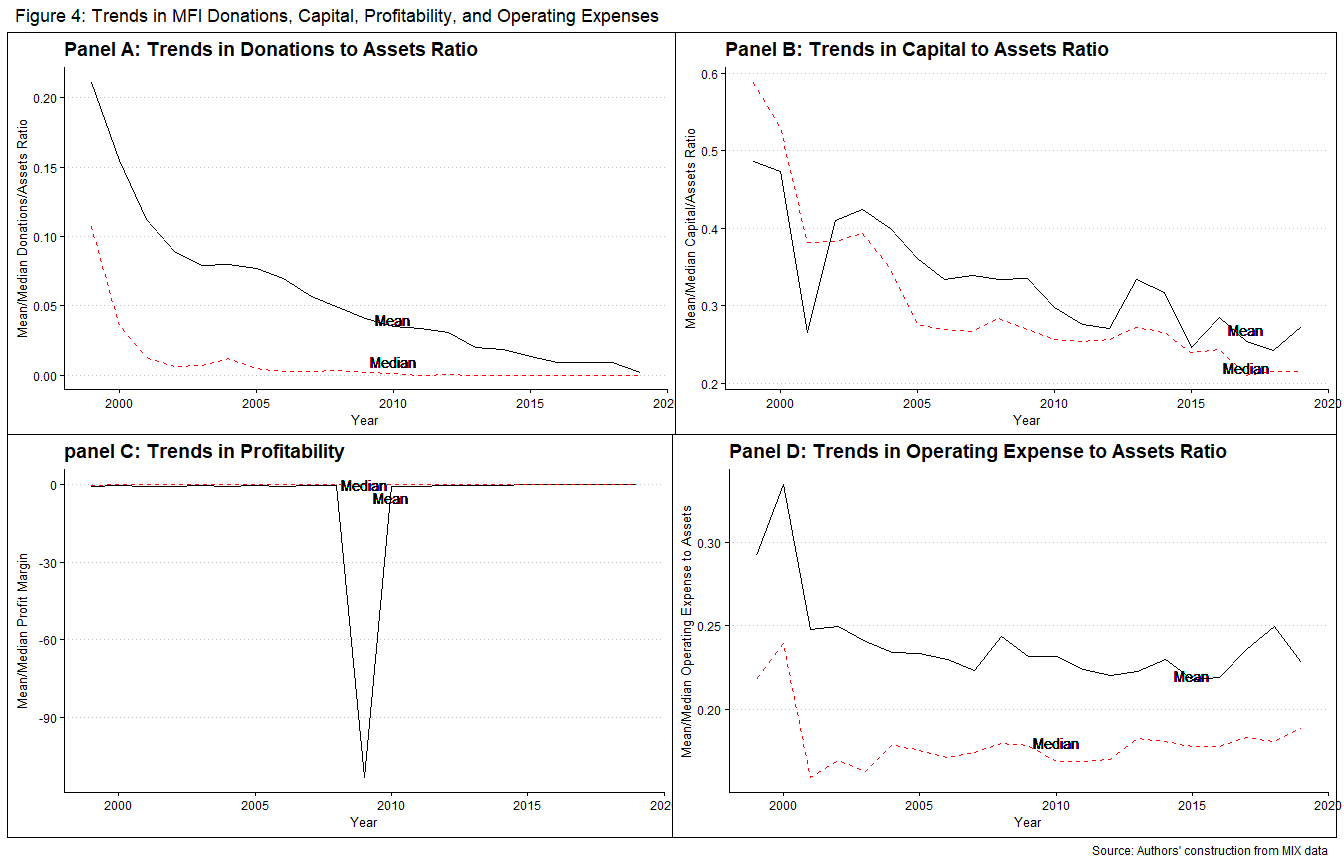 Figure 4: Trends in MFI Donations, Capital, Profitability, and Operating Expenses
Panel A: Trends in Donations to Assets Ratio
Mean/Median Donations/Assets Ratio
0.20
0.15
0.10
0.05
0.00
Mean
Median
2000
2005
2010
2015
202
Year
Panel B: Trends in Capital to Assets Ratio
Mean/Median Capital/Assets Ratio
0.6
0.5
0.4
0.3
0.2
Mean
Median
2000
2005
2010
2015
2020
Year
panel C: Trends in Profitability
Mean/Median Profit Margin
0
-30
-60
-90
Median
Mean
2000
2005
2010
2015
202
Year
Panel D: Trends in Operating Expense to Assets Ratio
Mean/Median Operating Expense to Assets
0.30
0.25
0.20
Mean
Median
2000
2005
2010
2015
2020
Year
Source: Authors' construction from MIX data